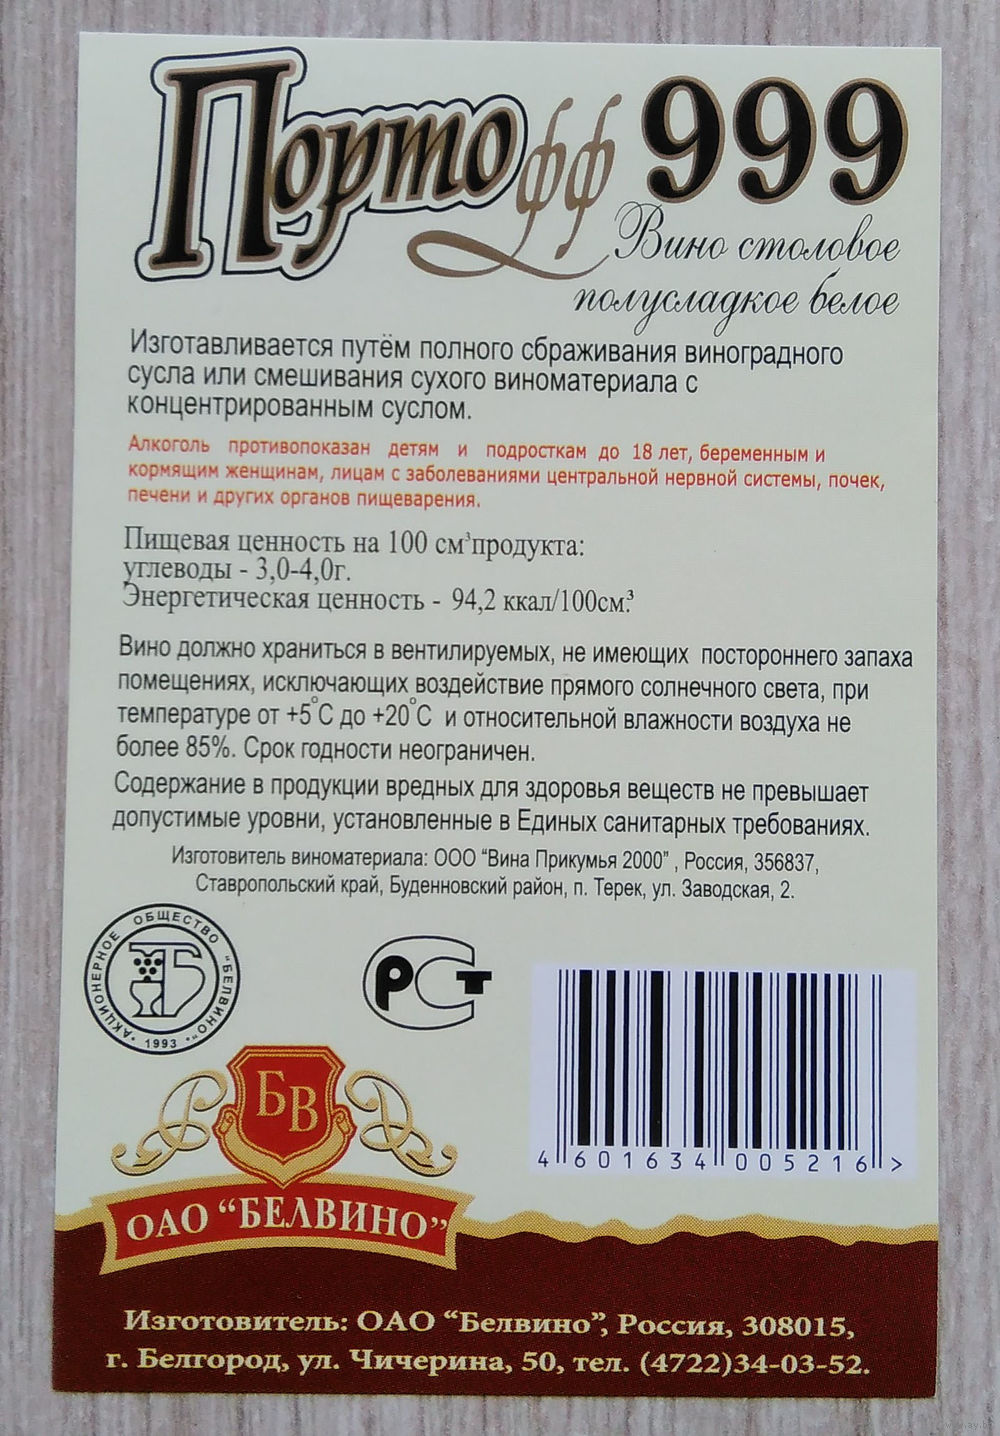 Портофф 999
Вино столовое
полусладкое белое
Изготавливается путём полного сбраживания виноградного
сусла или смешивания сухого виноматериала с
концентрированным суслом.
Алкоголь противопоказан детям и подросткам до 18 лет, беременным и
кормящим женщинам, лицам с заболеваниями центральной нервной системы, почек,
печени и других органов пищеварения.
Пищевая ценность на 100 см³продукта:
углеводы - 3,0-4,0г.
Энергетическая ценность - 94,2 ккал/100см.³
Вино должно храниться в вентилируемых, не имеющих постороннего запаха
помещениях, исключающих воздействие прямого солнечного света, при
температуре от +5°С до +20°С и относительной влажности воздуха не
более 85%. Срок годности неограничен.
Содержание в продукции вредных для здоровья веществ не превышает
допустимые уровни, установленные в Единых санитарных требованиях.
Изготовитель виноматериала: ООО “Вина Прикумья 2000” , Россия, 356837,
Ставропольский край, Буденновский район, п. Терек, ул. Заводская, 2.
АКЦИОНЕРНОЕ ОБЩЕСТВО “БЕЛВИНО”
1993
РСТ
4 601634 005216 >
БВ
ОАО “БЕЛВИНО”
Изготовитель: ОАО “Белвино”, Россия, 308015,
г. Белгород, ул. Чичерина, 50, тел. (4722)34-03-52.